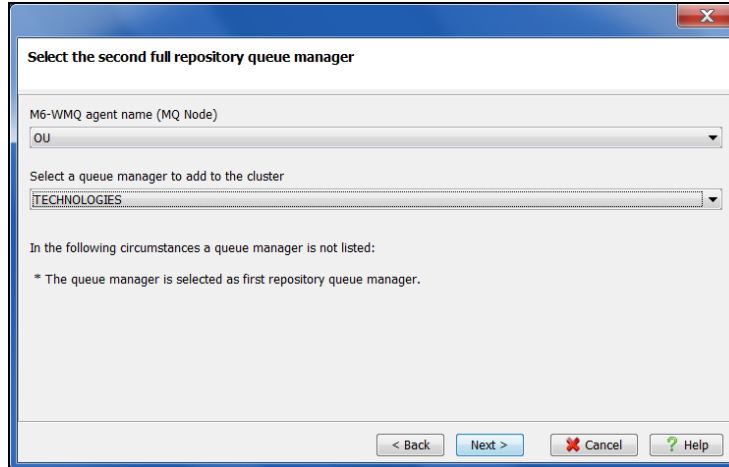 Select the second full repository queue manager
M6-WMQ agent name (MQ Node)
OU
Select a queue manager to add to the cluster
TECHNOLOGIES
In the following circumstances a queue manager is not listed:
* The queue manager is selected as first repository queue manager.
< Back Next > Cancel ? Help